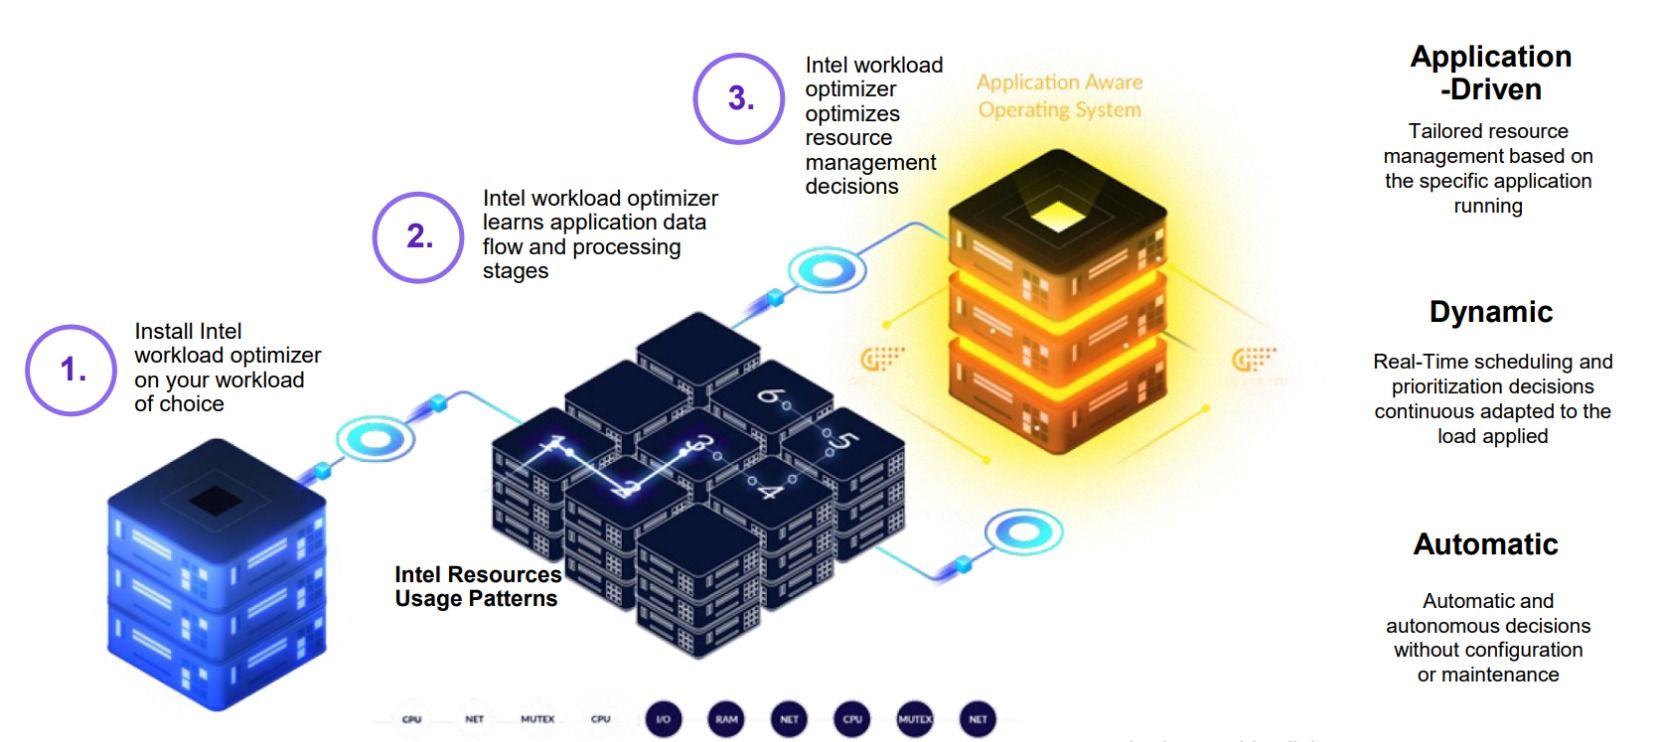 1.
Install Intel
workload optimizer
on your workload
of choice
2.
Intel workload optimizer
learns application data
flow and processing
stages
3.
Intel workload
optimizer
optimizes
resource
management
decisions
Application Aware
Operating System
1
2
3
4
5
6
Intel Resources
Usage Patterns
CPU
NET
MUTEX
CPU
I/O
RAM
NET
CPU
MUTEX
NET
Application
-Driven
Tailored resource
management based on
the specific application
running
Dynamic
Real-Time scheduling and
prioritization decisions
continuous adapted to the
load applied
Automatic
Automatic and
autonomous decisions
without configuration
or maintenance